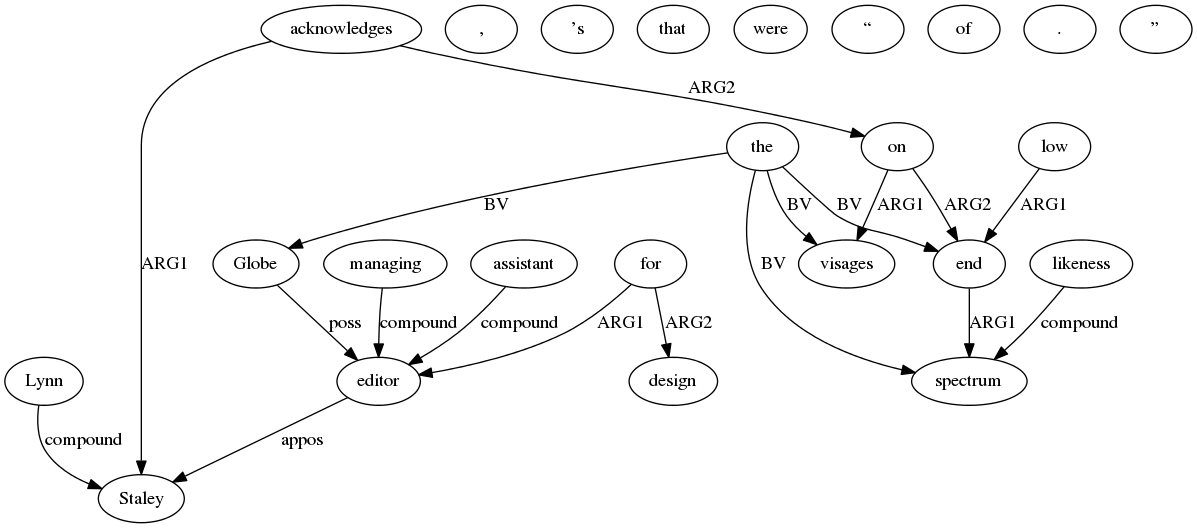 acknowledges , ’s that were “ of . ”
ARG2
the on low
BV BV BV ARG1 ARG2 ARG1
ARG1 Globe managing assistant for BV visages end likeness
poss compound compound ARG1 ARG2 ARG1 compound
Lynn editor design spectrum
compound appos
Staley